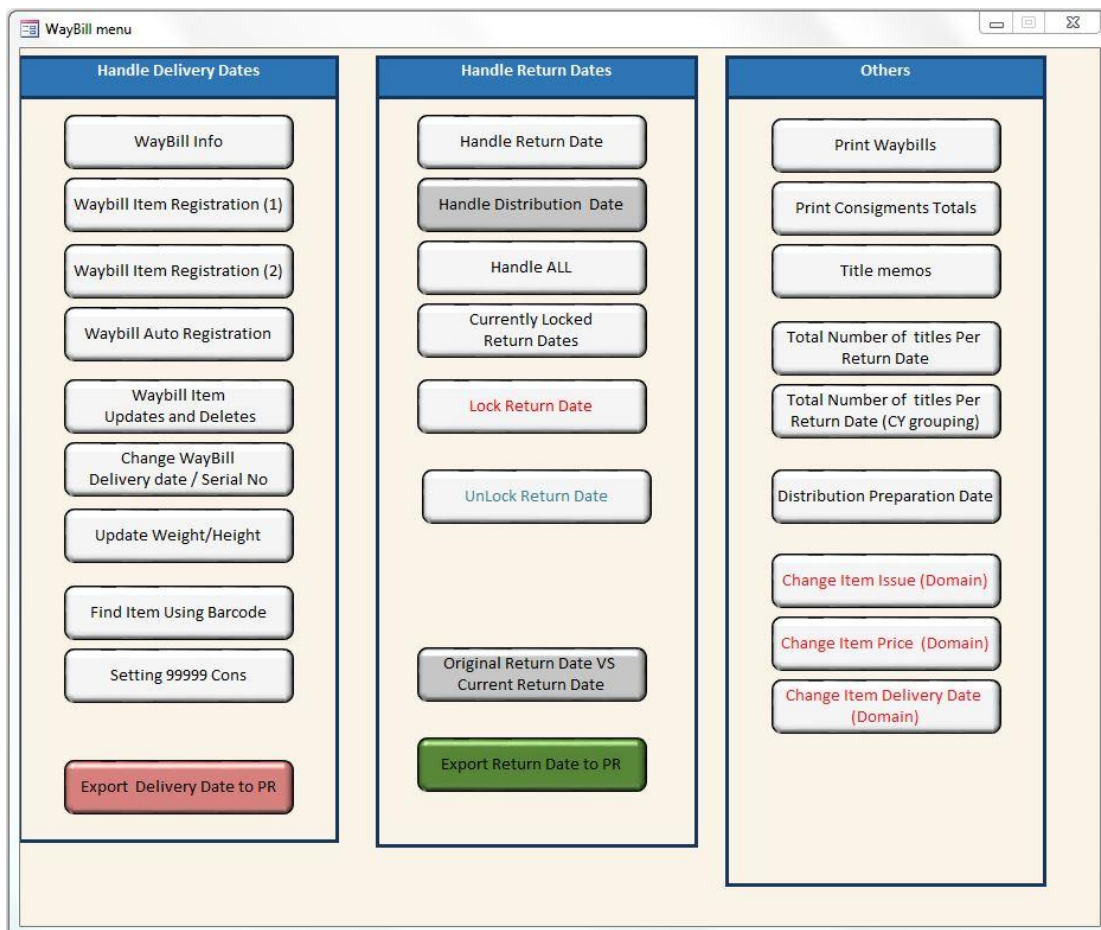 WayBill menu
Handle Delivery Dates
WayBill Info
Waybill Item Registration (1)
Waybill Item Registration (2)
Waybill Auto Registration
Waybill Item
Updates and Deletes
Change WayBill
Delivery date / Serial No
Update Weight/Height
Find Item Using Barcode
Setting 99999 Cons
Export Delivery Date to PR
Handle Return Dates
Handle Return Date
Handle Distribution Date
Handle ALL
Currently Locked
Return Dates
Lock Return Date
UnLock Return Date
Original Return Date VS
Current Return Date
Export Return Date to PR
Others
Print Waybills
Print Consigments Totals
Title memos
Total Number of titles Per
Return Date
Total Number of titles Per
Return Date (CY grouping)
Distribution Preparation Date
Change Item Issue (Domain)
Change Item Price (Domain)
Change Item Delivery Date
(Domain)